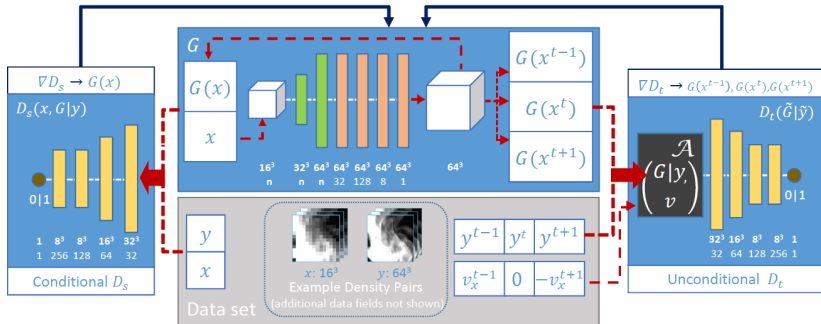 ∇D_s → G(x)
D_s(x, G|y)
0|1
1 8³ 8³ 16³ 32³
1 256 128 64 32
Conditional D_s
G
G(x)
x
16³ 32³ 64³ 64³ 64³ 64³ 64³
n n n 32 128 8 1
64³
G(x^{t−1})
G(x^t)
G(x^{t+1})
y
x
Data set
x: 16³ y: 64³
Example Density Pairs
(additional data fields not shown)
y^{t−1} y^t y^{t+1}
v_x^{t−1} 0 −v_x^{t+1}
∇D_t → G(x^{t−1}), G(x^t), G(x^{t+1})
D_t(G̃|ỹ)
𝒜
(G|y,
v)
0|1
32³ 16³ 8³ 8³ 1
32 64 128 256 1
Unconditional D_t